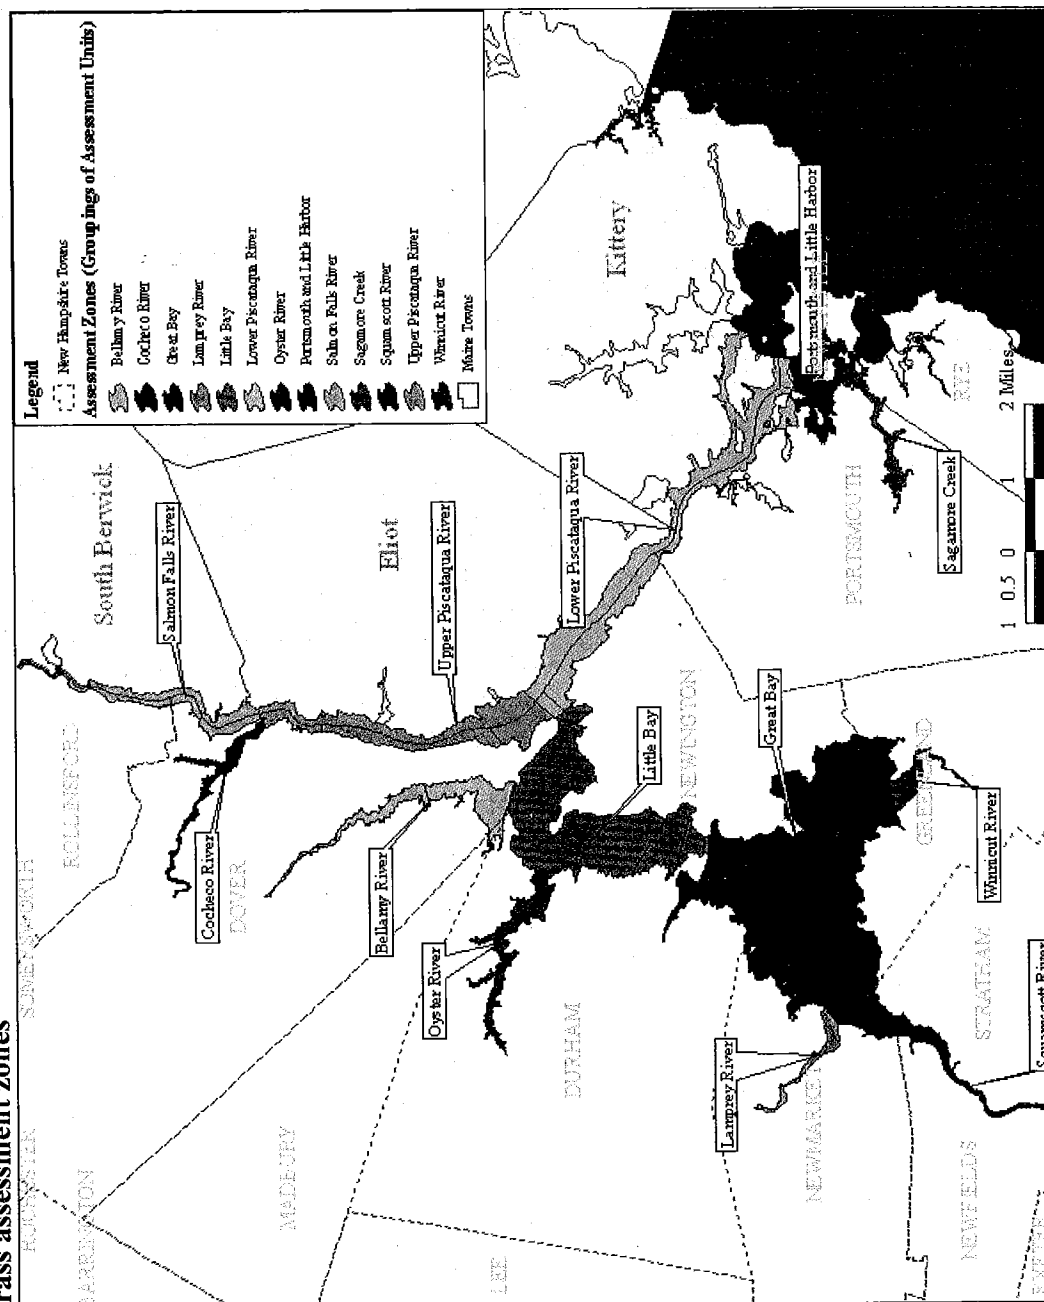 rass assessment zones
Legend
New Hampshire Towns
Assessment Zones (Groupings of Assessment Units)
Bellamy River
Cocheco River
Great Bay
Lamprey River
Little Bay
Lower Piscataqua River
Oyster River
Portsmouth and Little Harbor
Salmon Falls River
Sagamore Creek
Squamscott River
Upper Piscataqua River
Winnicut River
Maine Towns
SOMERSWORTH
ROLLINSFORD
South Berwick
Salmon Falls River
Cocheco River
DOVER
Eliot
BARRINGTON
MADBURY
Bellamy River
Upper Piscataqua River
Oyster River
LEE
DURHAM
Little Bay
Lower Piscataqua River
Kittery
NEWINGTON
Lamprey River
Great Bay
NEWMARKE
PORTSMOUTH
Portsmouth and Little Harbor
Sagamore Creek
RYE
Winnicut River
STRATHAM
NEWFIELDS
1 0.5 0 1 2 Miles